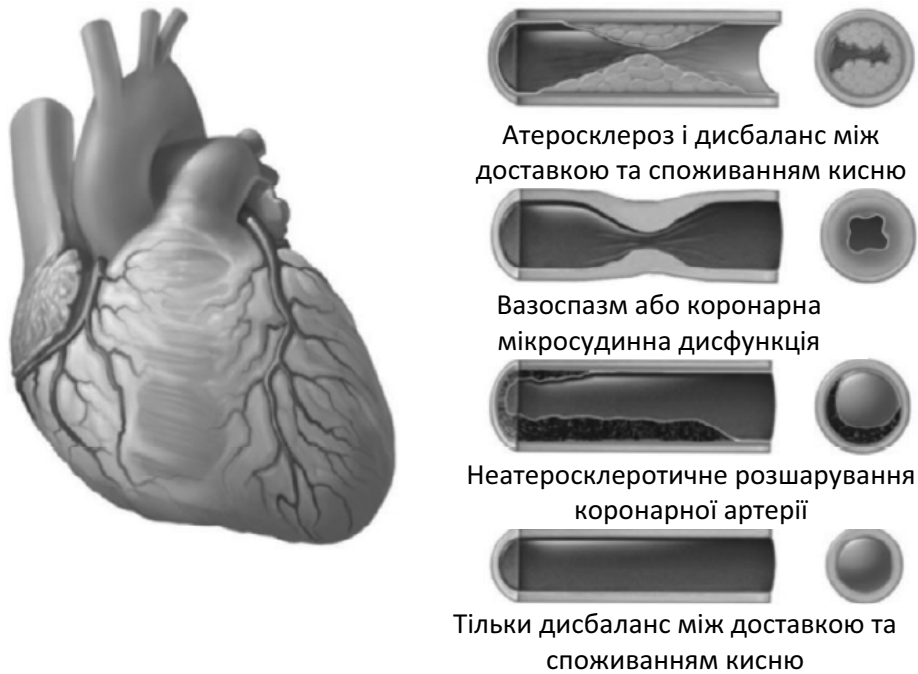 Атеросклероз і дисбаланс між
доставкою та споживанням кисню
Вазоспазм або коронарна
мікросудинна дисфункція
Неатеросклеротичне розшарування
коронарної артерії
Тільки дисбаланс між доставкою та
споживанням кисню